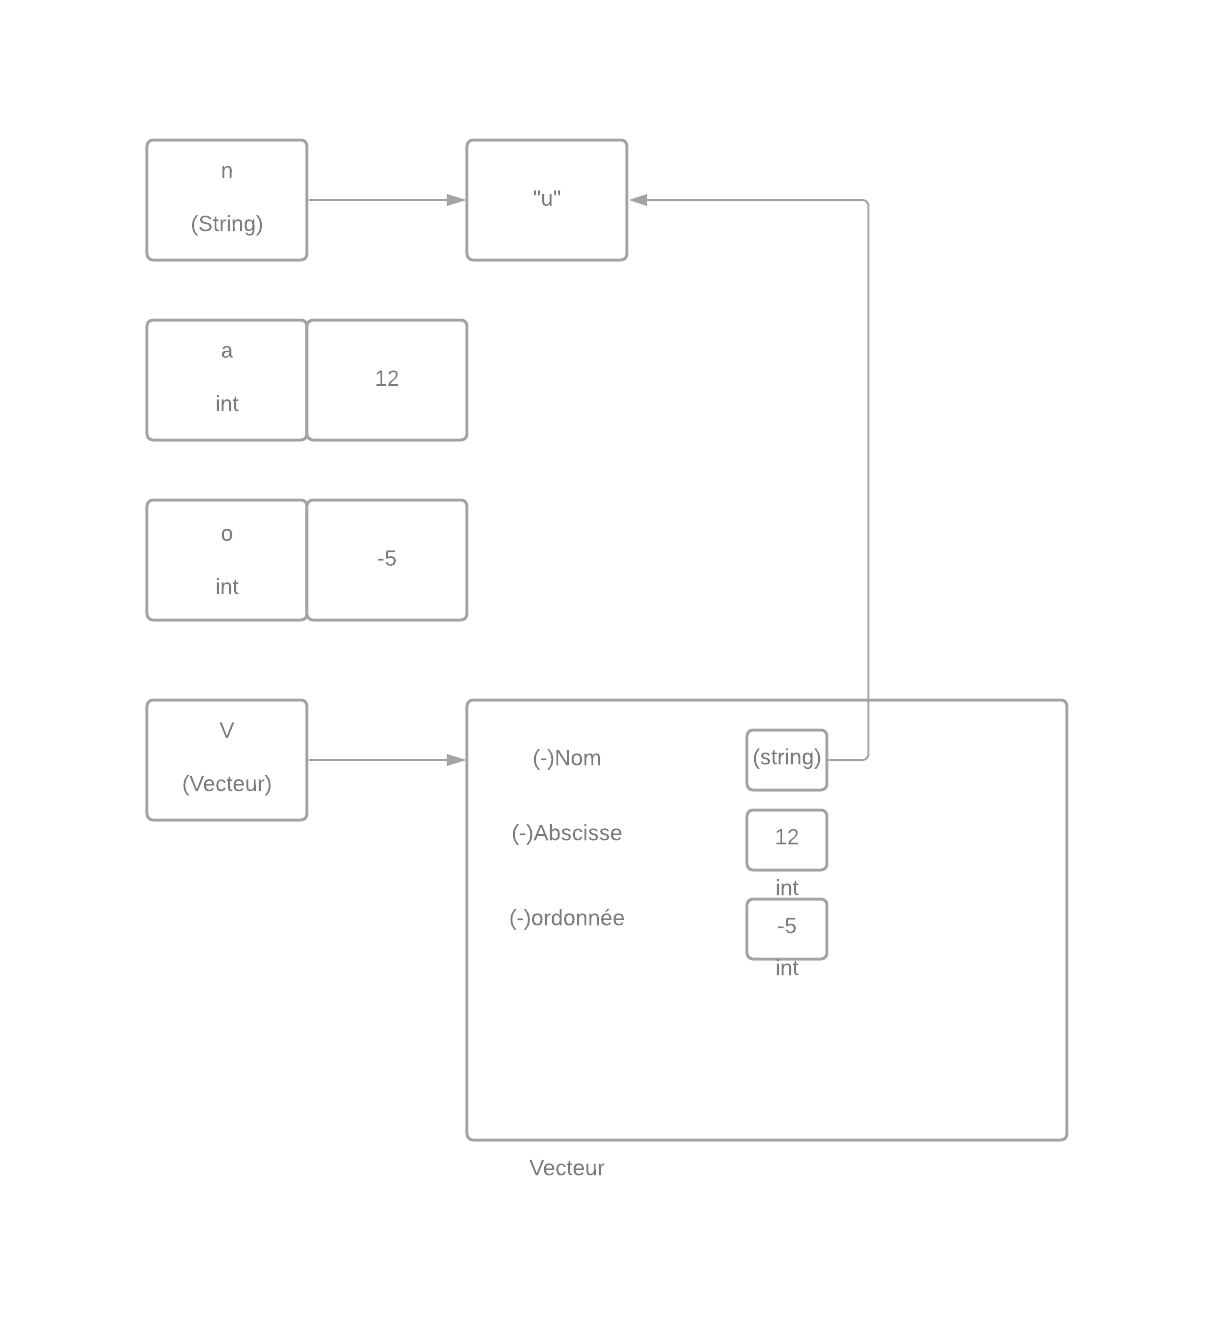 n
(String)
"u"
a
int
12
o
int
-5
V
(Vecteur)
(-)Nom
(string)
(-)Abscisse
12
int
(-)ordonnée
-5
int
Vecteur